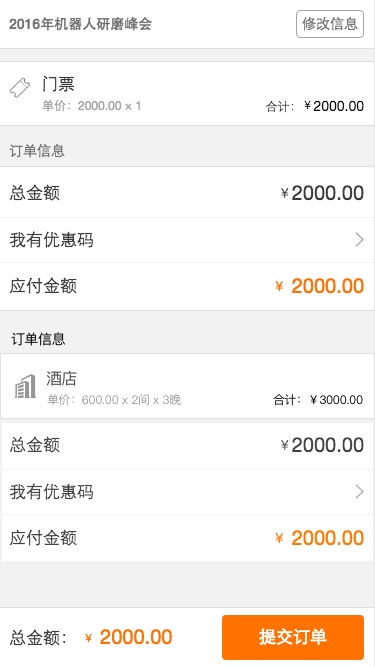 2016年机器人研磨峰会
修改信息
门票
单价：2000.00 x 1
合计：￥2000.00
订单信息
总金额
￥2000.00
我有优惠码
应付金额
￥ 2000.00
订单信息
酒店
单价：600.00 x 2间 x 3晚
合计：￥3000.00
总金额
￥2000.00
我有优惠码
应付金额
￥ 2000.00
总金额：￥ 2000.00
提交订单